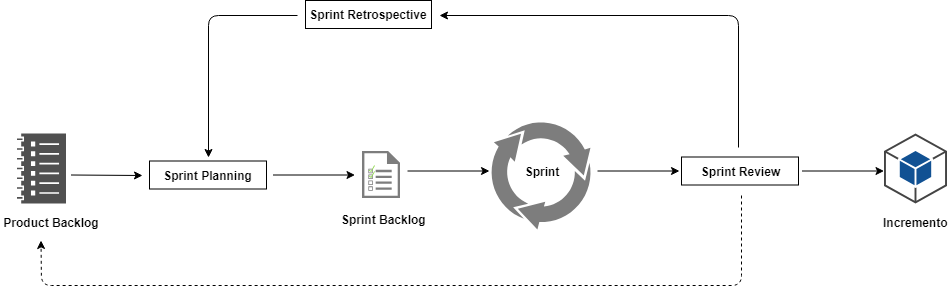 Sprint Retrospective
Sprint Planning
Sprint
Sprint Review
Product Backlog
Sprint Backlog
Incremento